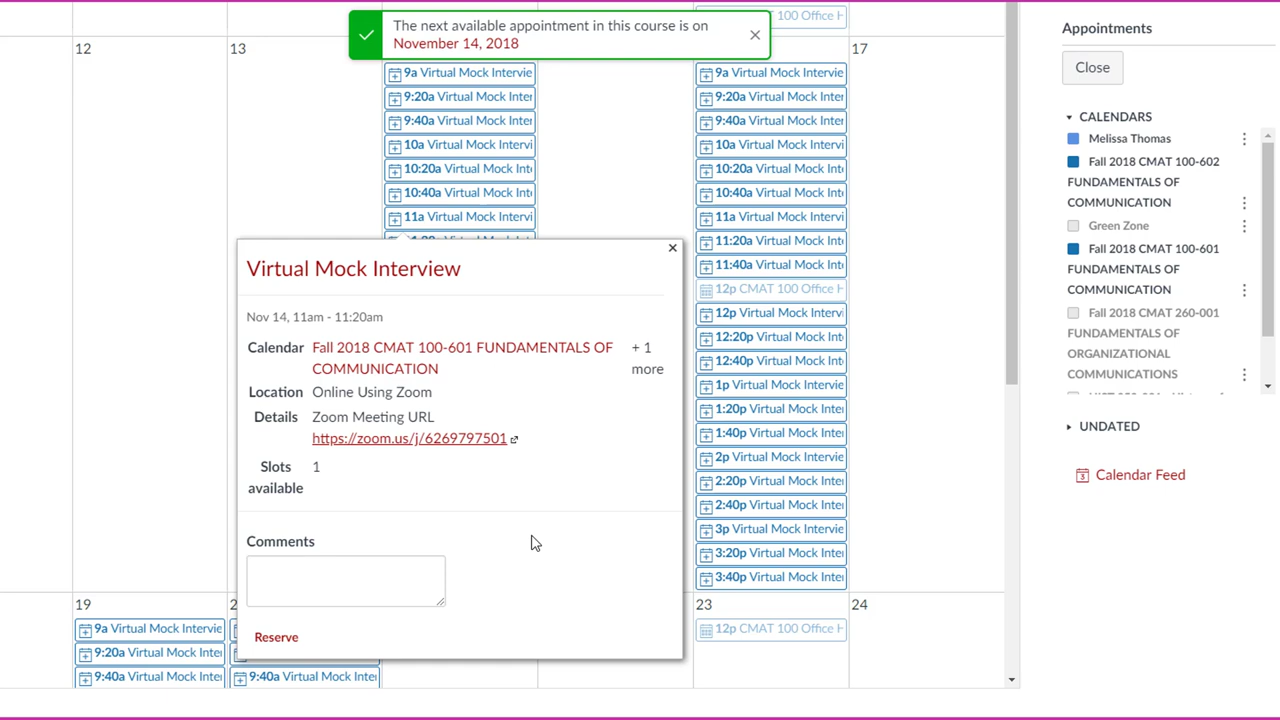 The next available appointment in this course is on
November 14, 2018
12
13
17
9a Virtual Mock Intervie
9:20a Virtual Mock Inter
9:40a Virtual Mock Inter
10a Virtual Mock Intervi
10:20a Virtual Mock Int
10:40a Virtual Mock Int
11a Virtual Mock Intervi
12p CMAT 100 Office H
9a Virtual Mock Intervie
9:20a Virtual Mock Inter
9:40a Virtual Mock Inter
10a Virtual Mock Intervi
10:20a Virtual Mock Inte
10:40a Virtual Mock Inte
11a Virtual Mock Intervi
11:20a Virtual Mock Inte
11:40a Virtual Mock Inte
12p CMAT 100 Office H
12p Virtual Mock Intervi
12:20p Virtual Mock Inte
12:40p Virtual Mock Inte
1p Virtual Mock Intervie
1:20p Virtual Mock Inter
1:40p Virtual Mock Inter
2p Virtual Mock Intervie
2:20p Virtual Mock Inter
2:40p Virtual Mock Inter
3p Virtual Mock Intervie
3:20p Virtual Mock Inter
3:40p Virtual Mock Inter
Virtual Mock Interview
Nov 14, 11am - 11:20am
Calendar Fall 2018 CMAT 100-601 FUNDAMENTALS OF + 1
COMMUNICATION more
Location Online Using Zoom
Details Zoom Meeting URL
https://zoom.us/j/6269797501
Slots 1
available
Comments
Reserve
19
23
24
9a Virtual Mock Intervie
9:20a Virtual Mock Inter
9:40a Virtual Mock Inter
9:40a Virtual Mock Inter
12p CMAT 100 Office H
Appointments
Close
CALENDARS
Melissa Thomas
Fall 2018 CMAT 100-602
FUNDAMENTALS OF
COMMUNICATION
Green Zone
Fall 2018 CMAT 100-601
FUNDAMENTALS OF
COMMUNICATION
Fall 2018 CMAT 260-001
FUNDAMENTALS OF
ORGANIZATIONAL
COMMUNICATIONS
UNDATED
Calendar Feed